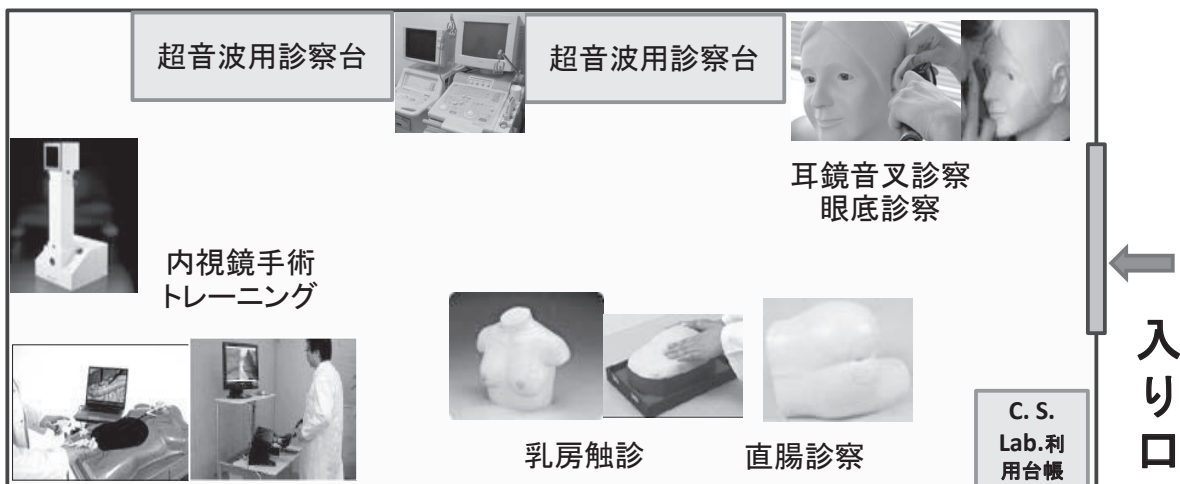 超音波用診察台
超音波用診察台
耳鏡音叉診察
眼底診察
内視鏡手術
トレーニング
乳房触診
直腸診察
C. S.
Lab.利
用台帳
入り口